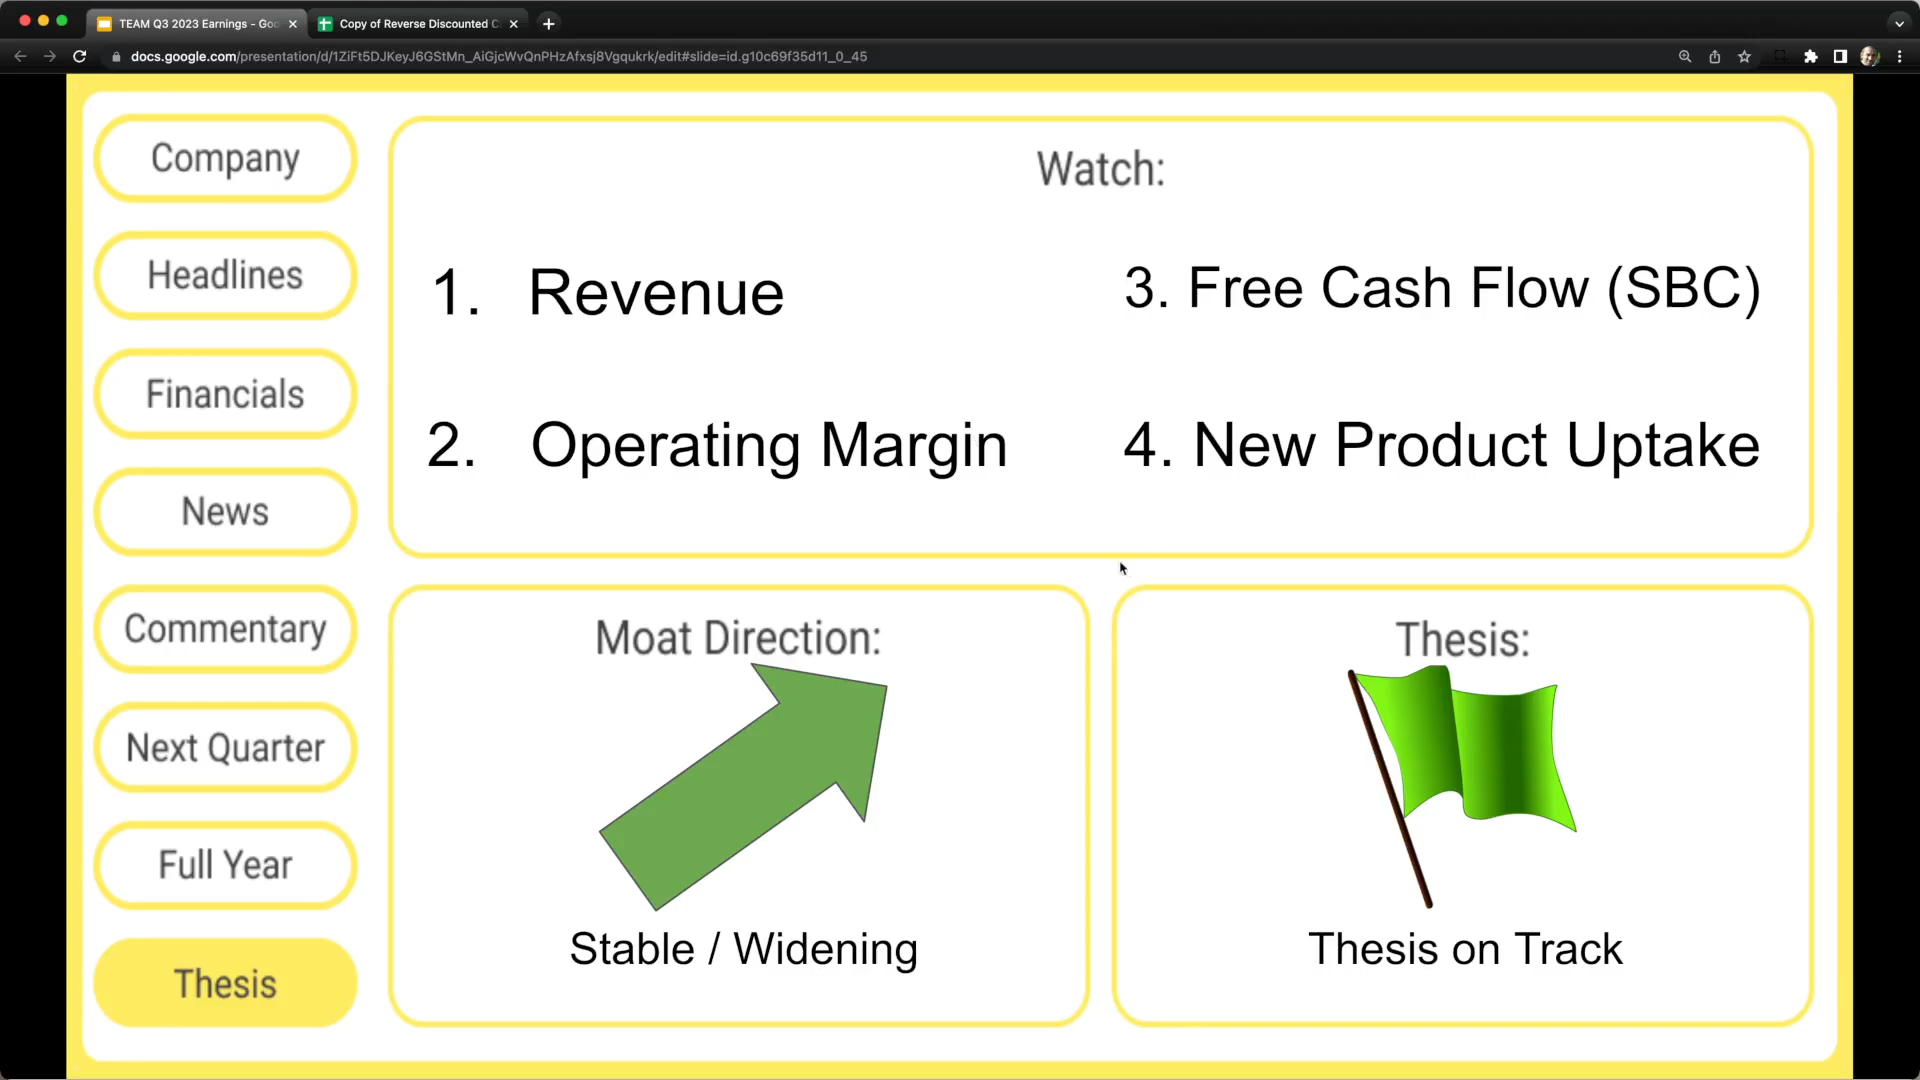 TEAM Q3 2023 Earnings - Goo
Copy of Reverse Discounted C
docs.google.com/presentation/d/1ZiFt5DJKeyJ6GStMn_AiGjcWvQnPHzAfxsj8Vgqukrk/edit#slide=id.g10c69f35d11_0_45
Company
Headlines
Financials
News
Commentary
Next Quarter
Full Year
Thesis
Watch:
1. Revenue
2. Operating Margin
3. Free Cash Flow (SBC)
4. New Product Uptake
Moat Direction:
Stable / Widening
Thesis:
Thesis on Track